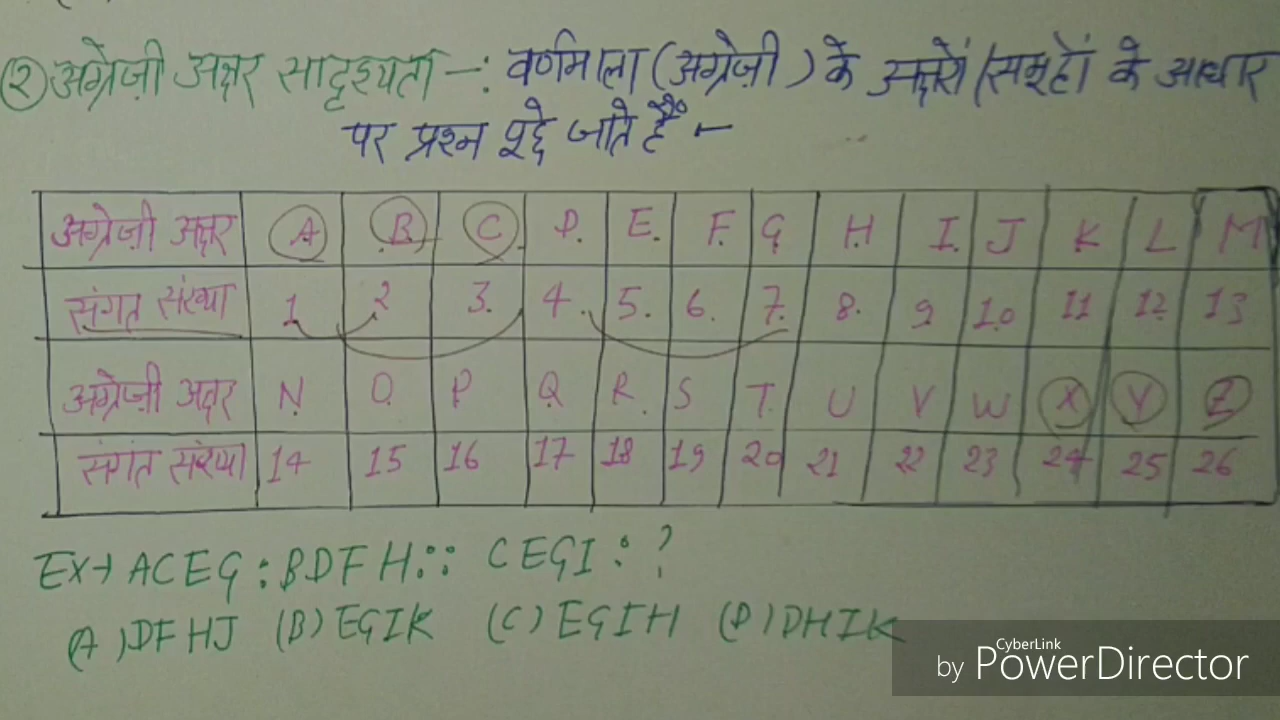 (2) अंग्रेज़ी अक्षर सादृश्यता -: वर्णमाला (अंग्रेज़ी) के अक्षरों/समूहों के आधार
पर प्रश्न पूछे जाते हैं -
अंग्रेज़ी अक्षर A B C D. E. F. G H I. J K L M
संगत संख्या 1 2 3. 4. 5. 6. 7. 8. 9 10 11 12 13
अंग्रेज़ी अक्षर N O P Q R. S T. U V W X Y Z
संगत संख्या 14 15 16 17 18 19 20 21 22 23 24 25 26
EX→ ACEG : BDFH :: CEGI : ?
(A) DFHJ (B) EGIK (C) EGIH (D) DHIK
CyberLink
by PowerDirector